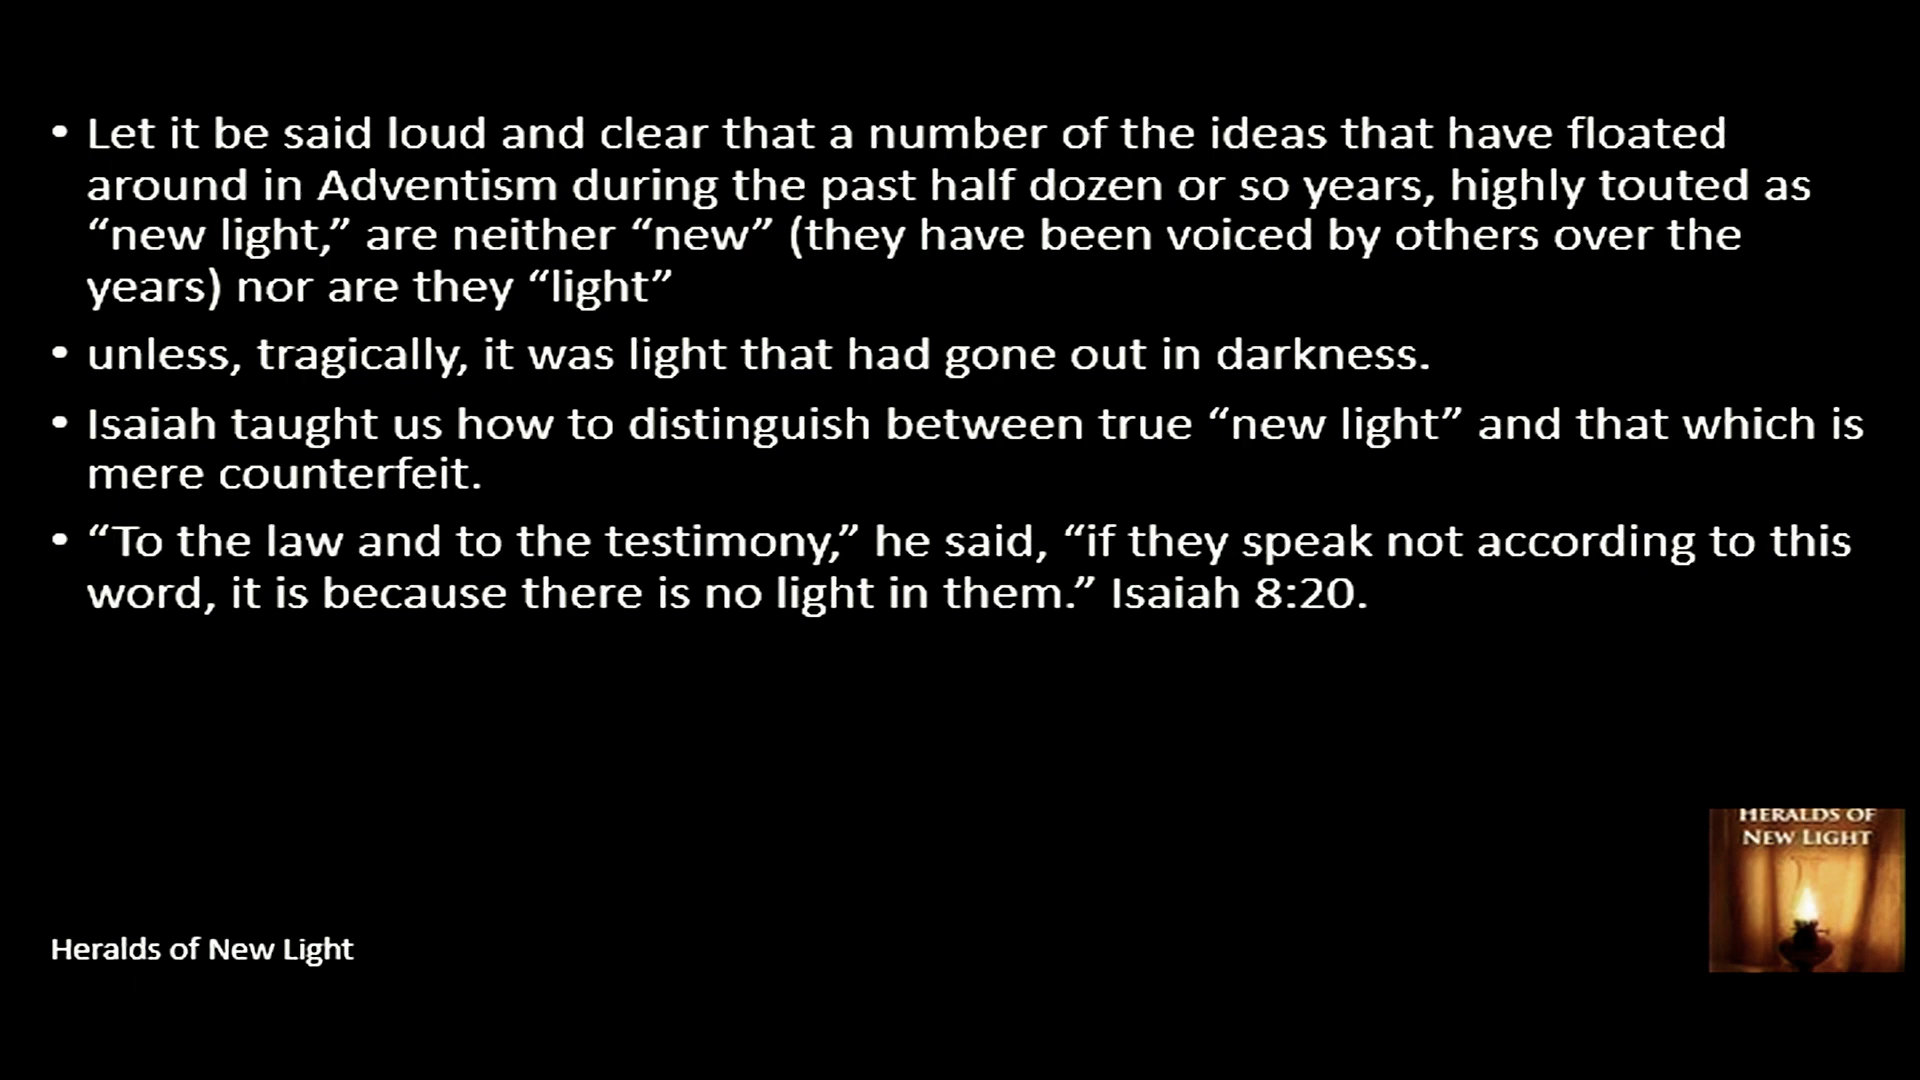 • Let it be said loud and clear that a number of the ideas that have floated
around in Adventism during the past half dozen or so years, highly touted as
“new light,” are neither “new” (they have been voiced by others over the
years) nor are they “light”
• unless, tragically, it was light that had gone out in darkness.
• Isaiah taught us how to distinguish between true “new light” and that which is
mere counterfeit.
• “To the law and to the testimony,” he said, “if they speak not according to this
word, it is because there is no light in them.” Isaiah 8:20.
HERALDS OF
NEW LIGHT
Heralds of New Light